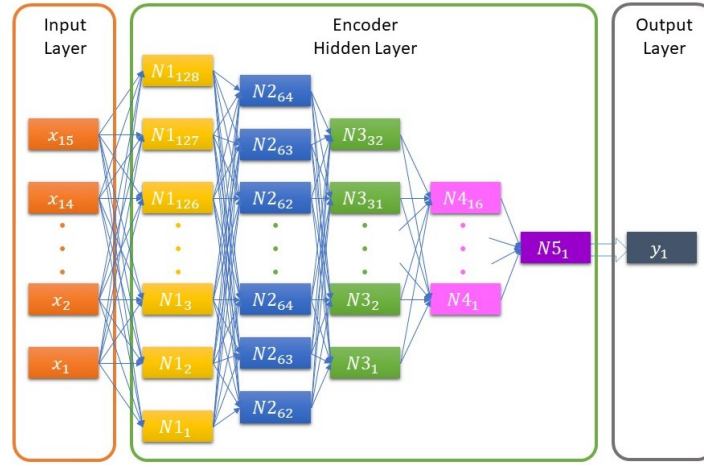 Input
Layer
Encoder
Hidden Layer
Output
Layer
x₁₅
x₁₄
x₂
x₁
N1₁₂₈
N1₁₂₇
N1₁₂₆
N1₃
N1₂
N1₁
N2₆₄
N2₆₃
N2₆₂
N2₆₄
N2₆₃
N2₆₂
N3₃₂
N3₃₁
N3₂
N3₁
N4₁₆
N4₁
N5₁
y₁